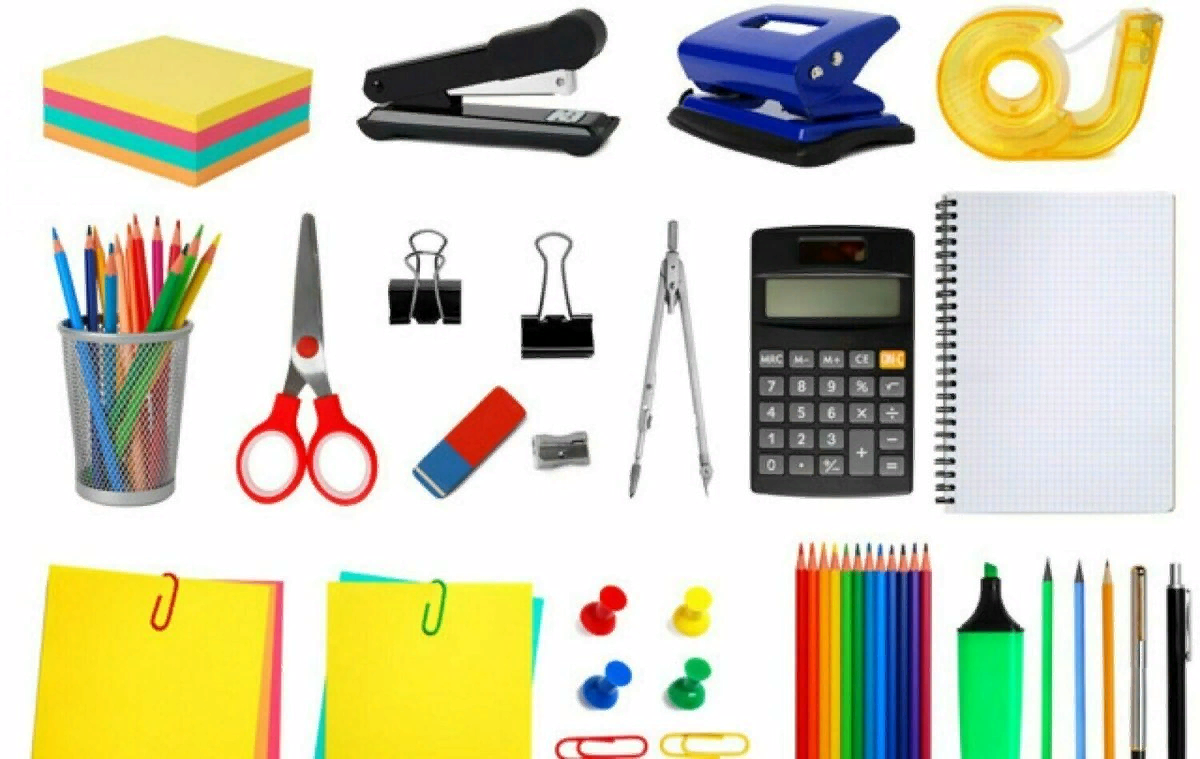 MRC M- M+ CE ON·C
7 8 9 % √
4 5 6 × ÷
1 2 3 −
+
0 · +/− =